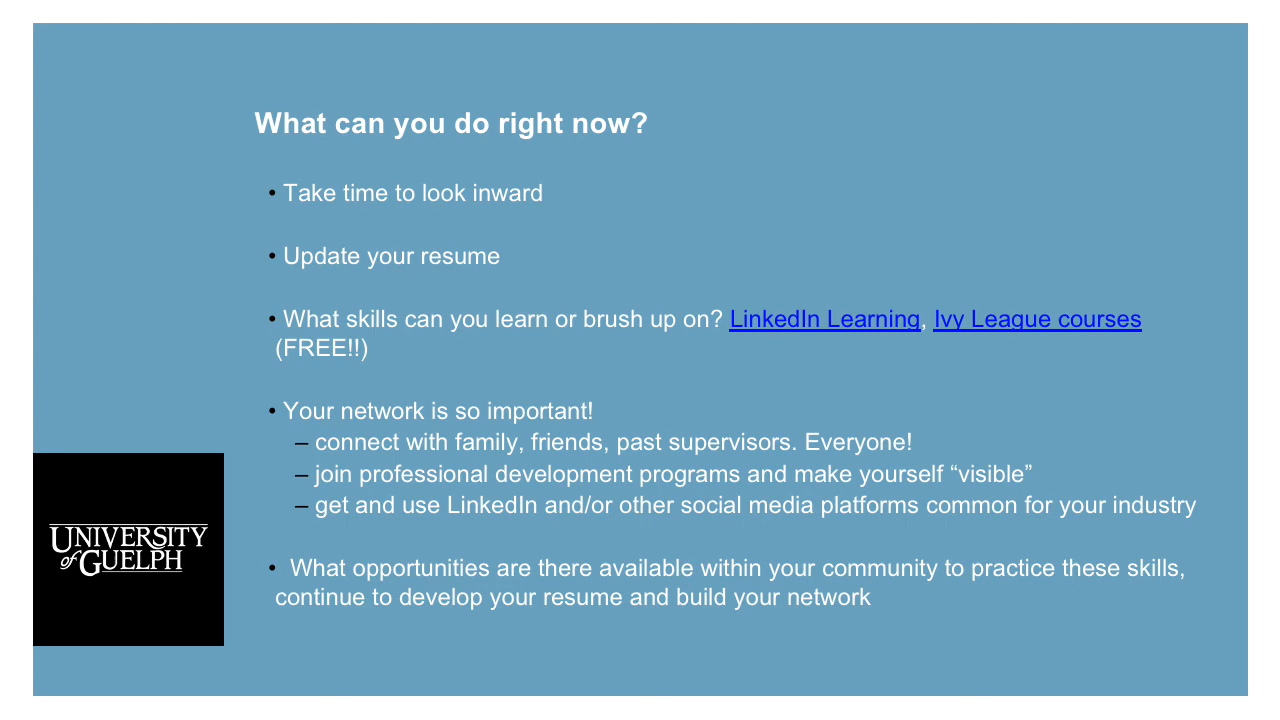 What can you do right now?
• Take time to look inward
• Update your resume
• What skills can you learn or brush up on? LinkedIn Learning, Ivy League courses
(FREE!!)
• Your network is so important!
– connect with family, friends, past supervisors. Everyone!
– join professional development programs and make yourself “visible”
– get and use LinkedIn and/or other social media platforms common for your industry
• What opportunities are there available within your community to practice these skills,
continue to develop your resume and build your network
UNIVERSITY
of GUELPH